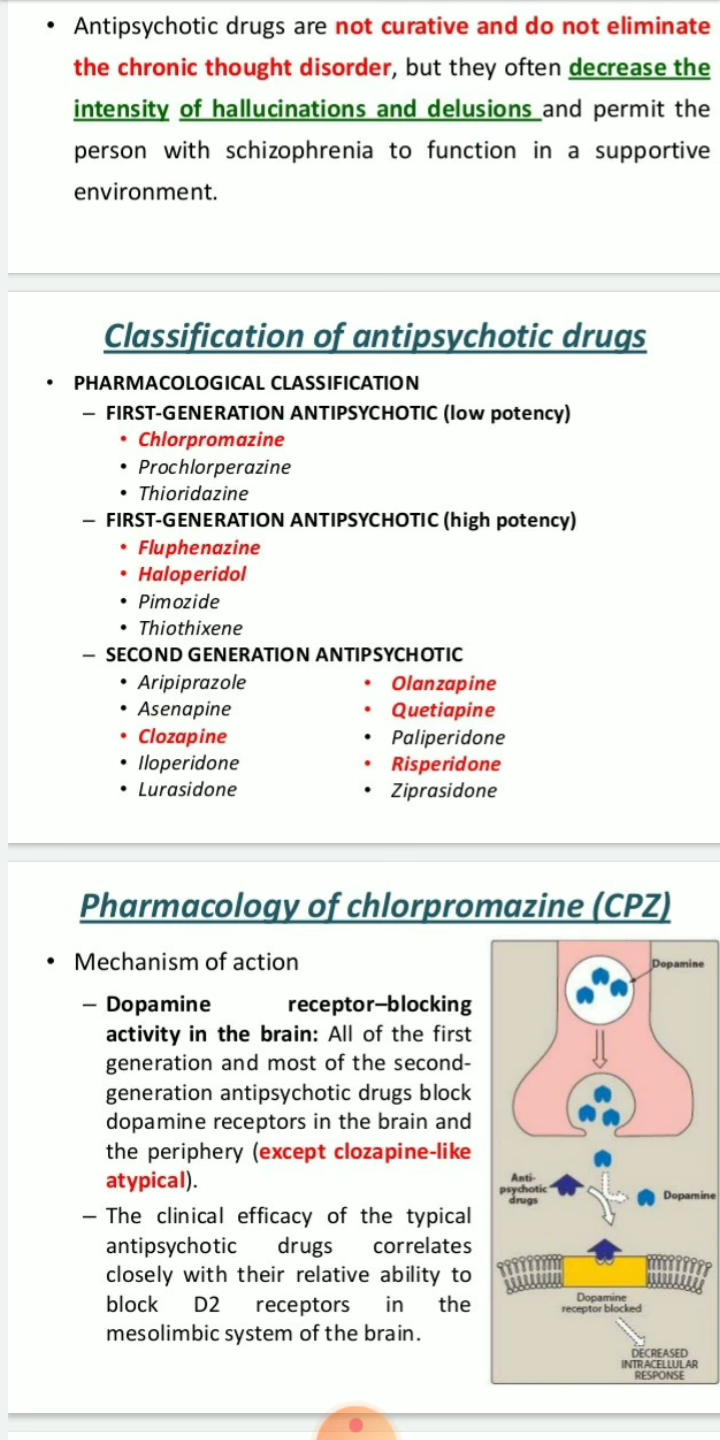 • Antipsychotic drugs are not curative and do not eliminate
the chronic thought disorder, but they often decrease the
intensity of hallucinations and delusions and permit the
person with schizophrenia to function in a supportive
environment.
Classification of antipsychotic drugs
• PHARMACOLOGICAL CLASSIFICATION
– FIRST-GENERATION ANTIPSYCHOTIC (low potency)
• Chlorpromazine
• Prochlorperazine
• Thioridazine
– FIRST-GENERATION ANTIPSYCHOTIC (high potency)
• Fluphenazine
• Haloperidol
• Pimozide
• Thiothixene
– SECOND GENERATION ANTIPSYCHOTIC
• Aripiprazole
• Asenapine
• Clozapine
• Iloperidone
• Lurasidone
• Olanzapine
• Quetiapine
• Paliperidone
• Risperidone
• Ziprasidone
Pharmacology of chlorpromazine (CPZ)
• Mechanism of action
– Dopamine receptor–blocking
activity in the brain: All of the first
generation and most of the second-
generation antipsychotic drugs block
dopamine receptors in the brain and
the periphery (except clozapine-like
atypical).
– The clinical efficacy of the typical
antipsychotic drugs correlates
closely with their relative ability to
block D2 receptors in the
mesolimbic system of the brain.
Dopamine
Anti-
psychotic
drugs
Dopamine
Dopamine
receptor blocked
DECREASED
INTRACELLULAR
RESPONSE